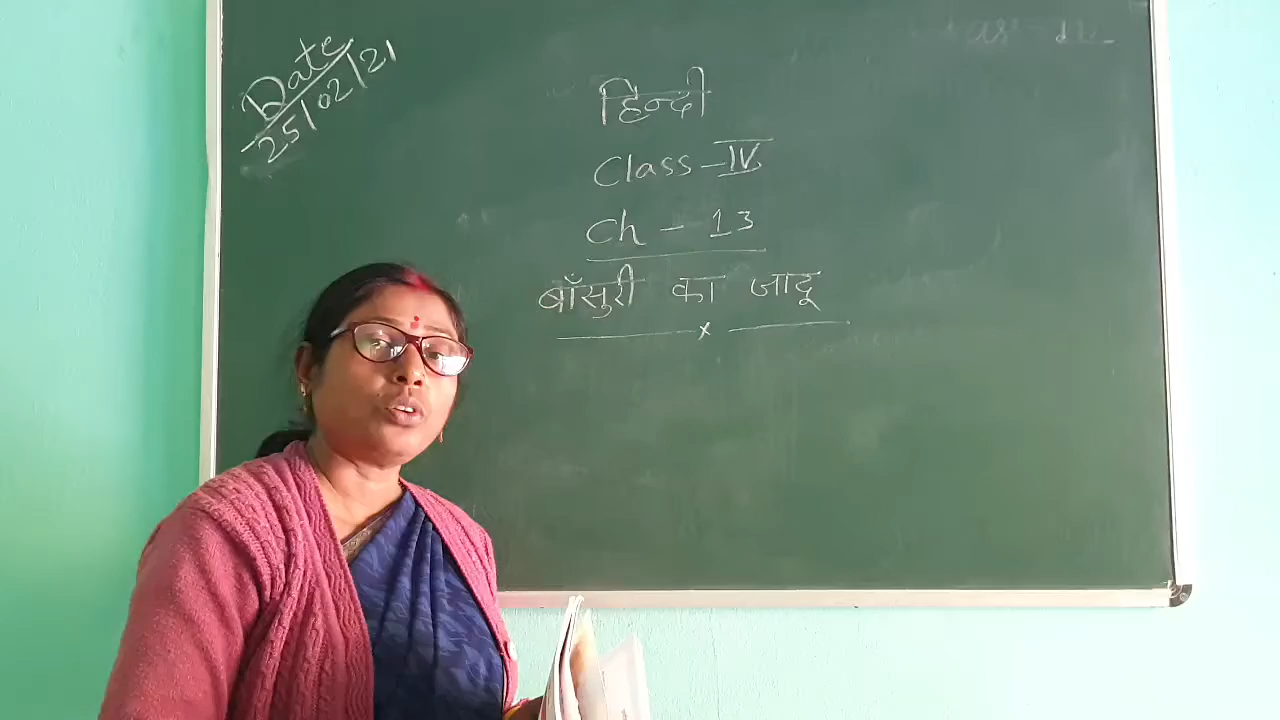 Date
25/02/21
हिन्दी
Class - IV
Ch - 13
बाँसुरी का जादू